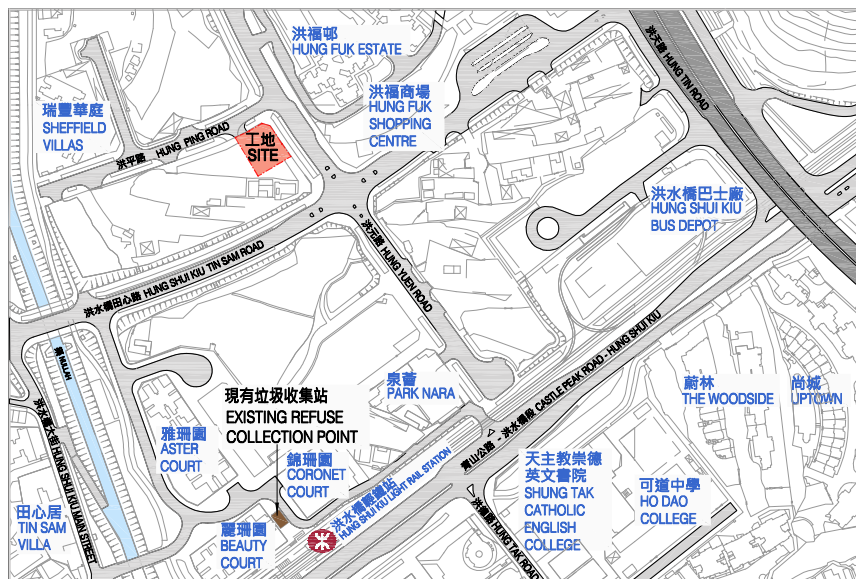 洪福邨
HUNG FUK ESTATE
洪天路 HUNG TIN ROAD
洪福商場
HUNG FUK
SHOPPING
CENTRE
瑞豐華庭
SHEFFIELD
VILLAS
洪平路 HUNG PING ROAD
工地
SITE
洪水橋巴士廠
HUNG SHUI KIU
BUS DEPOT
洪元路 HUNG YUEN ROAD
洪水橋田心路 HUNG SHUI KIU TIN SAM ROAD
青山公路 - 洪水橋段 CASTLE PEAK ROAD - HUNG SHUI KIU
NULLAH
洪水橋大街 HUNG SHUI KIU MAIN STREET
現有垃圾收集站
EXISTING REFUSE
COLLECTION POINT
泉薈
PARK NARA
蔚林
THE WOODSIDE
尚城
UPTOWN
雅珊園
ASTER
COURT
錦珊園
CORONET
COURT
洪水橋輕鐵站
HUNG SHUI KIU LIGHT RAIL STATION
天主教崇德
英文書院
SHUNG TAK
CATHOLIC
ENGLISH
COLLEGE
可道中學
HO DAO
COLLEGE
田心居
TIN SAM
VILLA
麗珊園
BEAUTY
COURT
洪德路 HUNG TAK ROAD